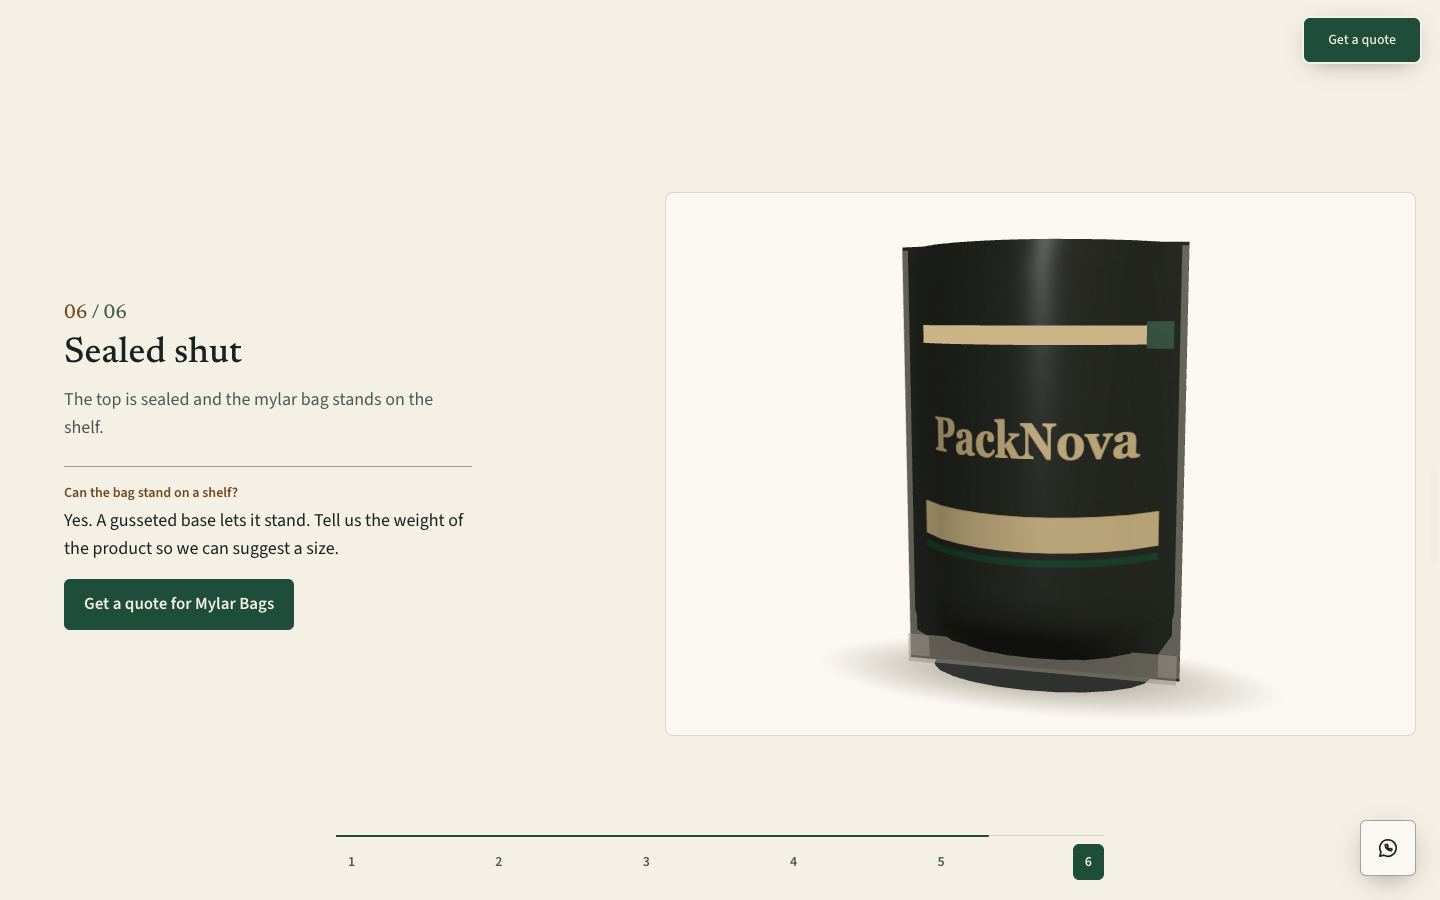 Get a quote
06 / 06
Sealed shut
The top is sealed and the mylar bag stands on the
shelf.
Can the bag stand on a shelf?
Yes. A gusseted base lets it stand. Tell us the weight of
the product so we can suggest a size.
Get a quote for Mylar Bags
PackNova
1 2 3 4 5 6